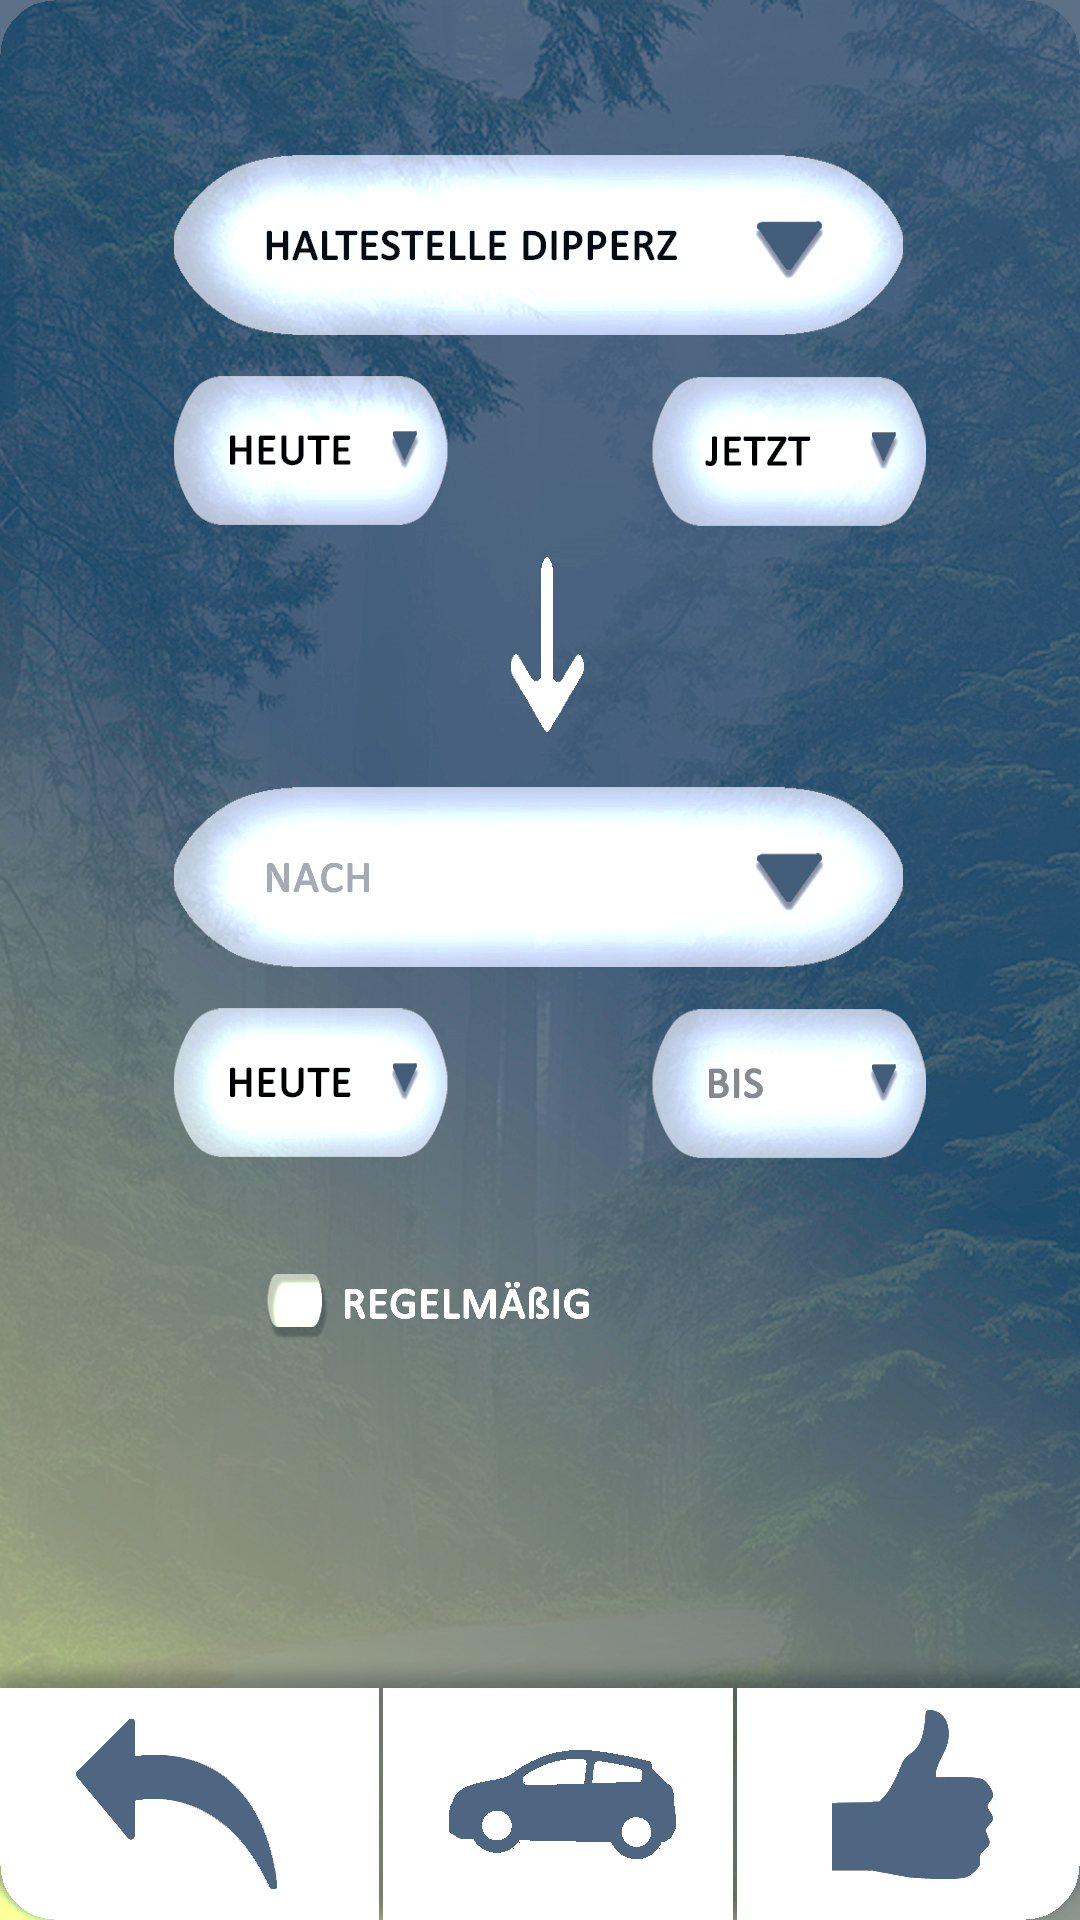 HALTESTELLE DIPPERZ
HEUTE
JETZT
NACH
HEUTE
BIS
REGELMÄßIG